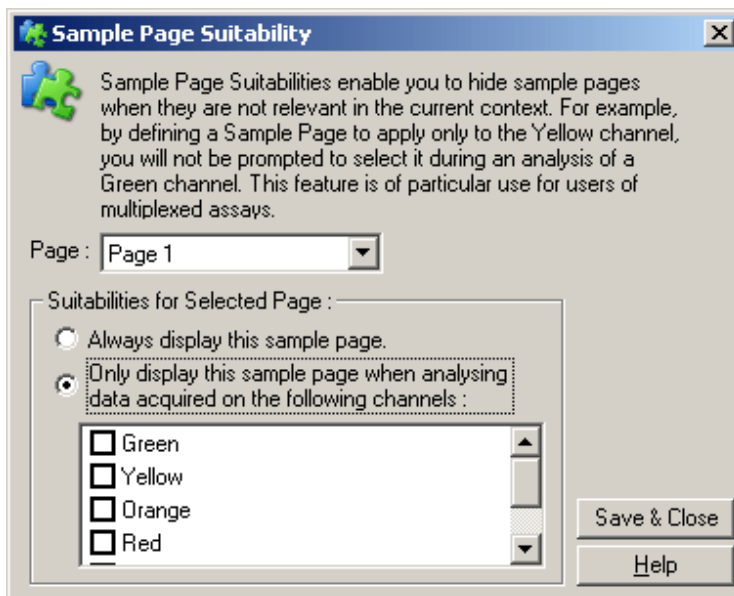 Sample Page Suitability
Sample Page Suitabilities enable you to hide sample pages
when they are not relevant in the current context. For example,
by defining a Sample Page to apply only to the Yellow channel,
you will not be prompted to select it during an analysis of a
Green channel. This feature is of particular use for users of
multiplexed assays.
Page : Page 1
Suitabilities for Selected Page :
Always display this sample page.
Only display this sample page when analysing
data acquired on the following channels :
Green
Yellow
Orange
Red
Save & Close
Help